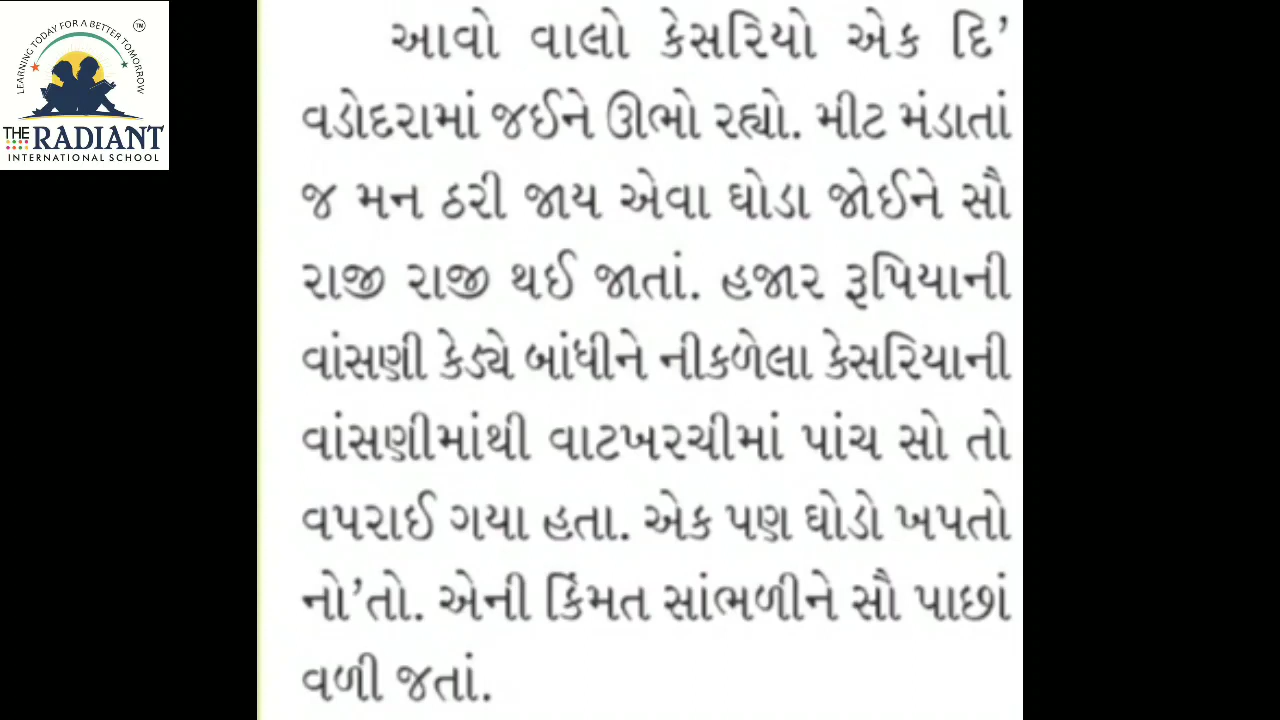 LEARNING TODAY FOR A BETTER TOMORROW
TM
THE RADIANT
INTERNATIONAL SCHOOL
આવો વાલો કેસરિયો એક દિ’
વડોદરામાં જઈને ઊભો રહ્યો. મીટ મંડાતાં
જ મન ઠરી જાય એવા ઘોડા જોઈને સૌ
રાજી રાજી થઈ જાતાં. હજાર રૂપિયાની
વાંસણી કેડ્યે બાંધીને નીકળેલા કેસરિયાની
વાંસણીમાંથી વાટખરચીમાં પાંચ સો તો
વપરાઈ ગયા હતા. એક પણ ઘોડો ખપતો
નો’તો. એની કિંમત સાંભળીને સૌ પાછાં
વળી જતાં.